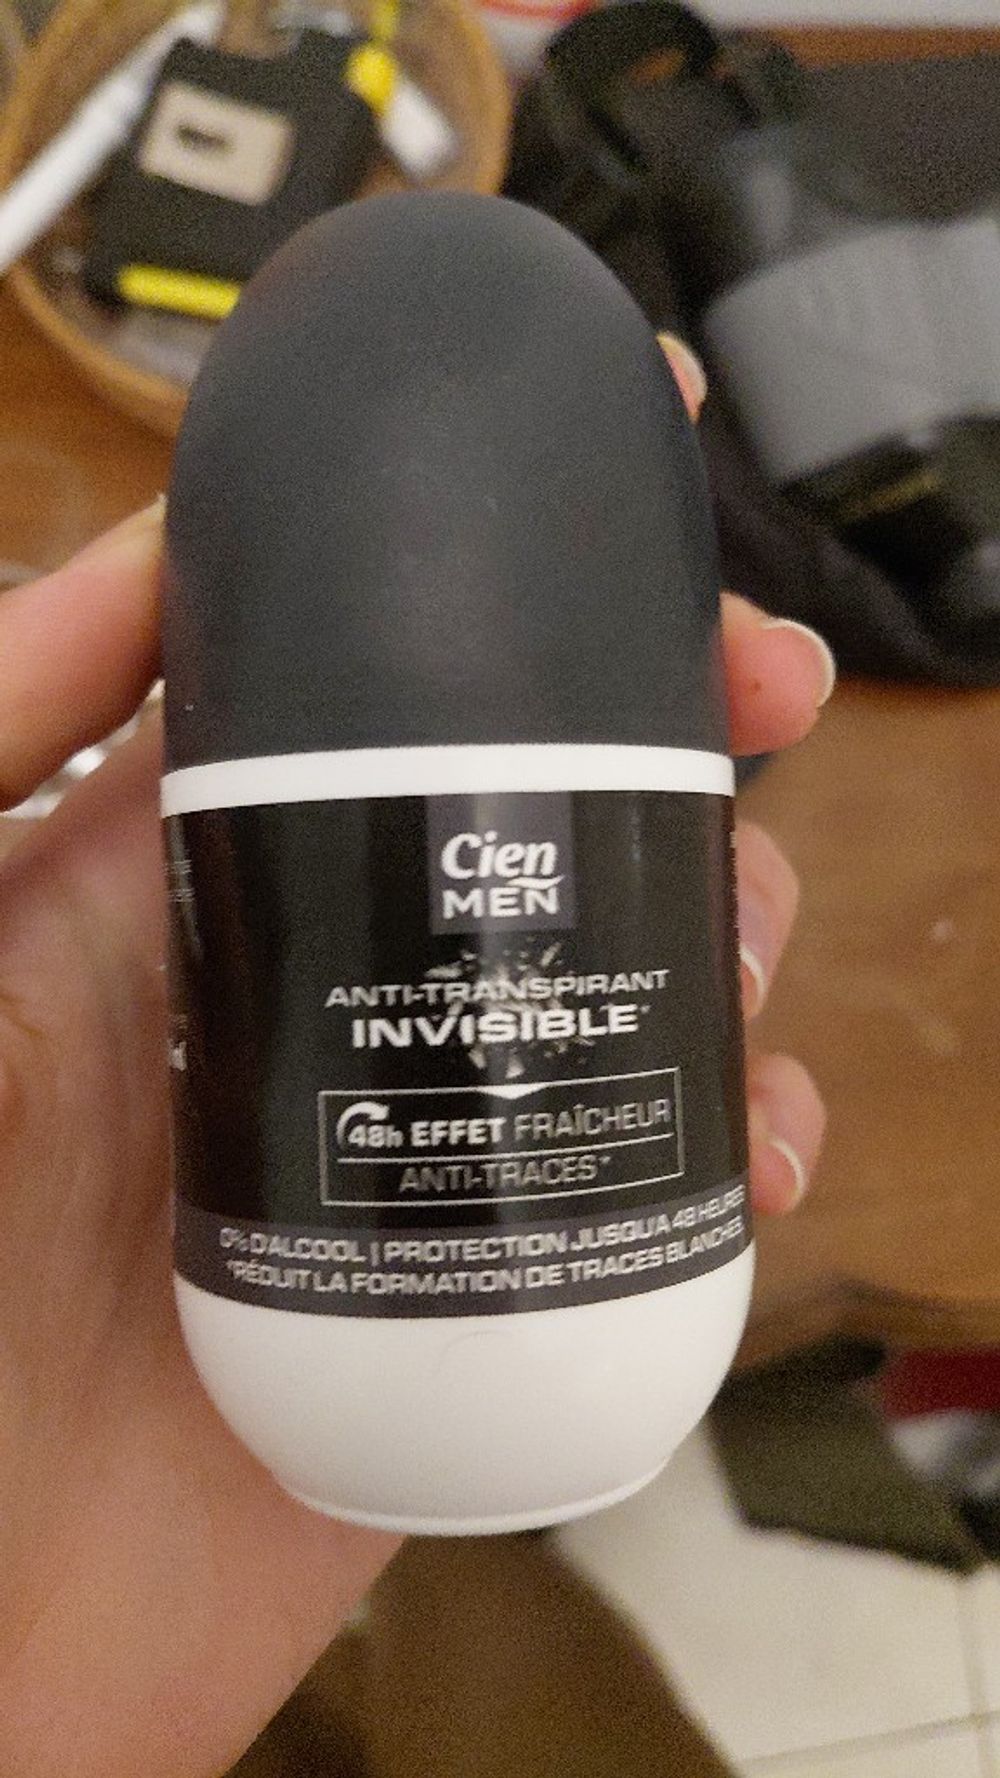 Cien
MEN
ANTI-TRANSPIRANT
INVISIBLE*
48h EFFET FRAÎCHEUR
ANTI-TRACES*
0% D'ALCOOL | PROTECTION JUSQU'A 48 HEURES
*RÉDUIT LA FORMATION DE TRACES BLANCHES